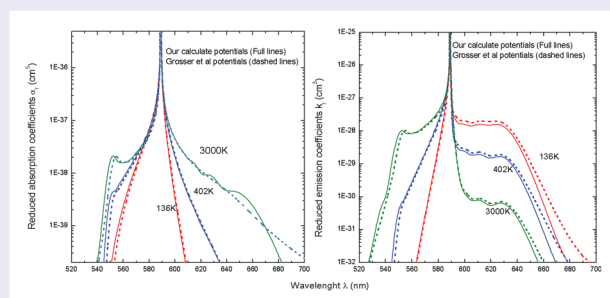 Our calculate potentials (Full lines)
Grosser et al potentials (dashed lines)
Reduced absorption coefficients αr (cm⁵)
1E-36
1E-37
1E-38
1E-39
3000K
402K
136K
520 540 560 580 600 620 640 660 680 700
Our calculate potentials (Full lines)
Grosser et al potentials (dashed lines)
Reduced emission coefficients kr (cm³)
1E-25
1E-26
1E-27
1E-28
1E-29
1E-30
1E-31
1E-32
136K
402K
3000K
520 540 560 580 600 620 640 660 680 700
Wavelenght λ (nm)